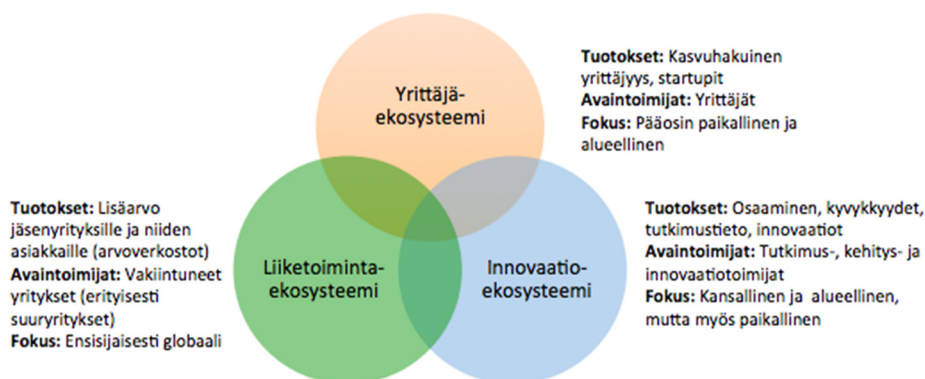 Yrittäjä-
ekosysteemi
Tuotokset: Kasvuhakuinen
yrittäjyys, startupit
Avaintoimijat: Yrittäjät
Fokus: Pääosin paikallinen ja
alueellinen
Tuotokset: Lisäarvo
jäsenyrityksille ja niiden
asiakkaille (arvoverkostot)
Avaintoimijat: Vakiintuneet
yritykset (erityisesti
suuryritykset)
Fokus: Ensisijaisesti globaali
Liiketoiminta-
ekosysteemi
Innovaatio-
ekosysteemi
Tuotokset: Osaaminen, kyvykkyydet,
tutkimustieto, innovaatiot
Avaintoimijat: Tutkimus-, kehitys- ja
innovaatiotoimijat
Fokus: Kansallinen ja alueellinen,
mutta myös paikallinen